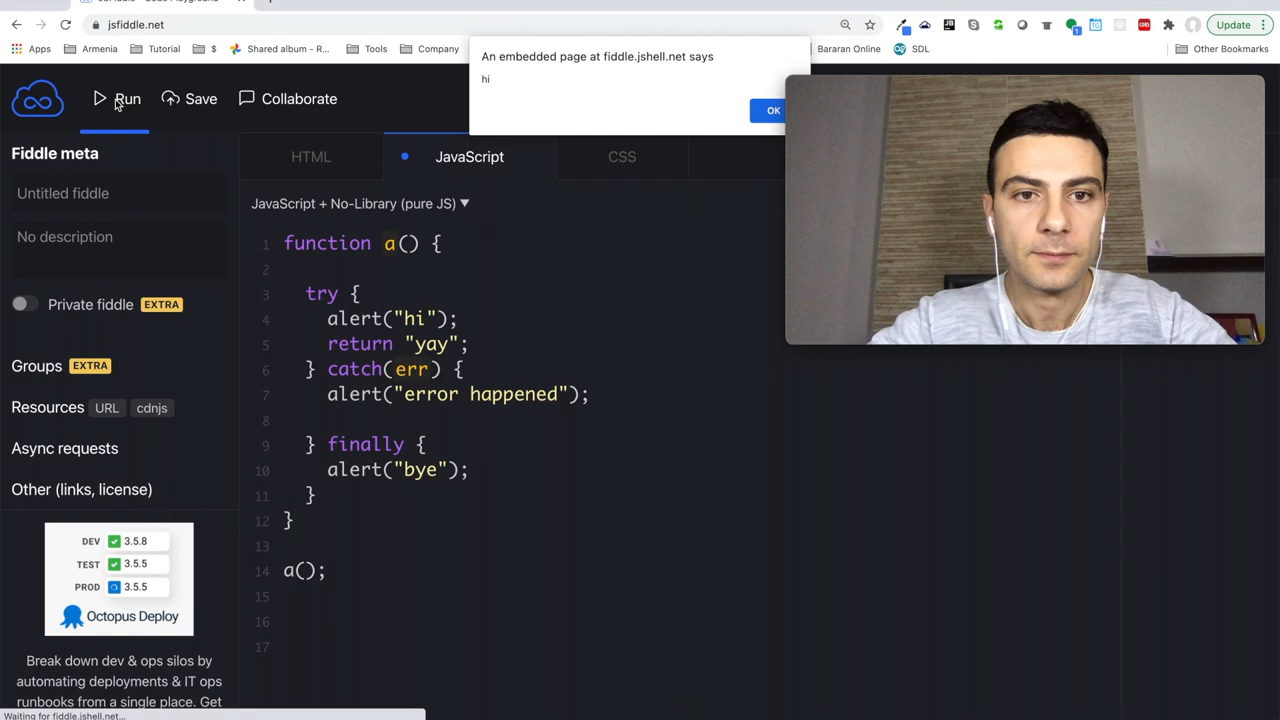 jsfiddle.net
Update
Apps
Armenia
Tutorial
$
Shared album - R...
Tools
Company
Bararan Online
SDL
Other Bookmarks
An embedded page at fiddle.jshell.net says
hi
OK
Run
Save
Collaborate
Fiddle meta
Untitled fiddle
No description
Private fiddle EXTRA
Groups EXTRA
Resources URL cdnjs
Async requests
Other (links, license)
DEV 3.5.8
TEST 3.5.5
PROD 3.5.5
Octopus Deploy
Break down dev & ops silos by
automating deployments & IT ops
runbooks from a single place. Get
Waiting for fiddle.jshell.net...
HTML
JavaScript
CSS
JavaScript + No-Library (pure JS) ▼
1 function a() {
2
3 try {
4 alert("hi");
5 return "yay";
6 } catch(err) {
7 alert("error happened");
8
9 } finally {
10 alert("bye");
11 }
12 }
13
14 a();
15
16
17